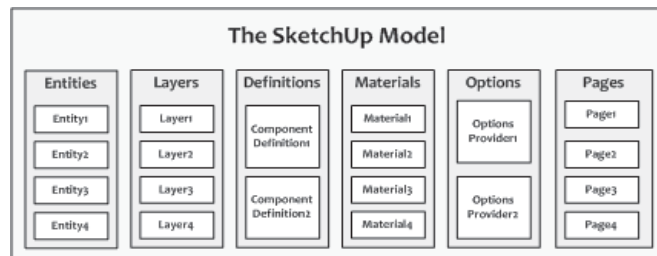 The SketchUp Model
Entities
Entity1
Entity2
Entity3
Entity4
Layers
Layer1
Layer2
Layer3
Layer4
Definitions
Component
Definition1
Component
Definition2
Materials
Material1
Material2
Material3
Material4
Options
Options
Provider1
Options
Provider2
Pages
Page1
Page2
Page3
Page4